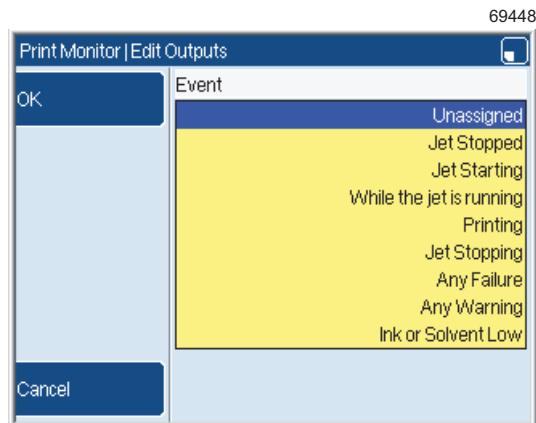 69448
Print Monitor | Edit Outputs
OK
Event
Unassigned
Jet Stopped
Jet Starting
While the jet is running
Printing
Jet Stopping
Any Failure
Any Warning
Ink or Solvent Low
Cancel